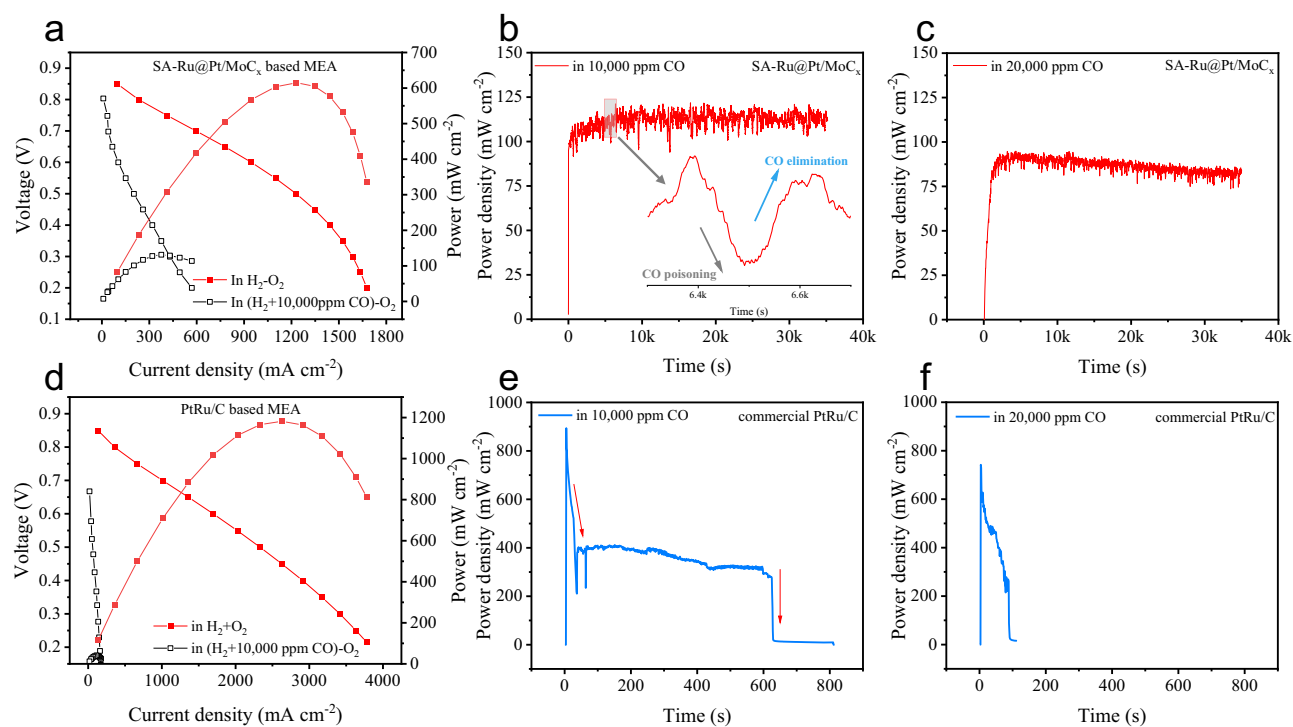 a
SA-Ru@Pt/MoCx based MEA
Voltage (V)
0.9
0.8
0.7
0.6
0.5
0.4
0.3
0.2
0.1
700
600
500
400
300
200
100
0
Power (mW cm-2)
In H2-O2
In (H2+10,000ppm CO)-O2
0 300 600 900 1200 1500 1800
Current density (mA cm-2)
b
in 10,000 ppm CO SA-Ru@Pt/MoCx
Power density (mW cm-2)
150
125
100
75
50
25
0
CO elimination
CO poisoning
6.4k 6.6k
Time (s)
0 10k 20k 30k 40k
Time (s)
c
in 20,000 ppm CO SA-Ru@Pt/MoCx
Power density (mW cm-2)
150
125
100
75
50
25
0
0 10k 20k 30k 40k
Time (s)
d
PtRu/C based MEA
Voltage (V)
0.9
0.8
0.7
0.6
0.5
0.4
0.3
0.2
1200
1000
800
600
400
200
0
Power (mW cm-2)
in H2+O2
in (H2+10,000 ppm CO)-O2
0 1000 2000 3000 4000
Current density (mA cm-2)
e
in 10,000 ppm CO commercial PtRu/C
Power density (mW cm-2)
1000
800
600
400
200
0
0 200 400 600 800
Time (s)
f
in 20,000 ppm CO commercial PtRu/C
Power density (mW cm-2)
1000
800
600
400
200
0
0 200 400 600 800
Time (s)